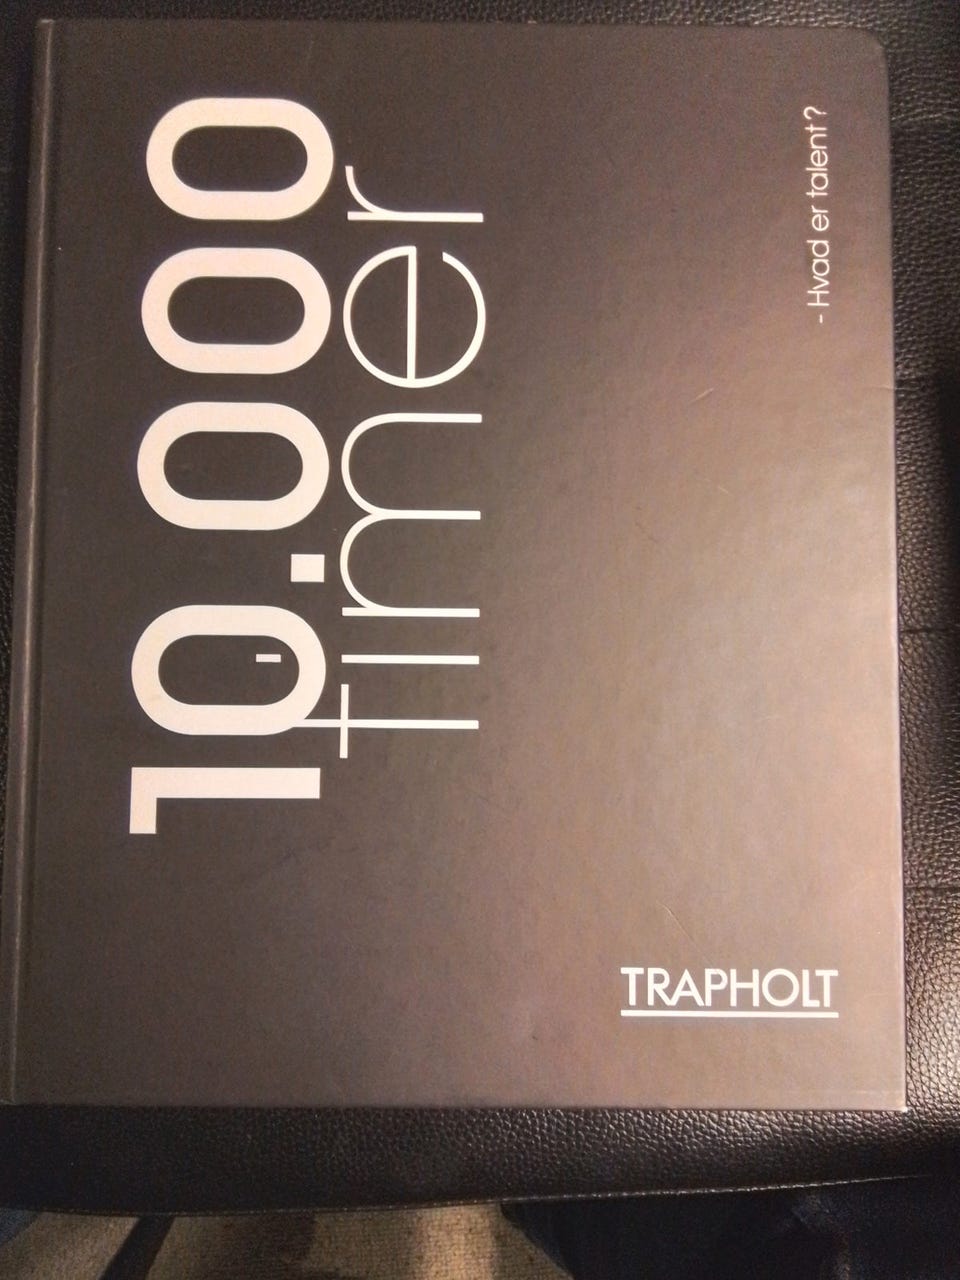 10.000
timer
- Hvad er talent?
TRAPHOLT